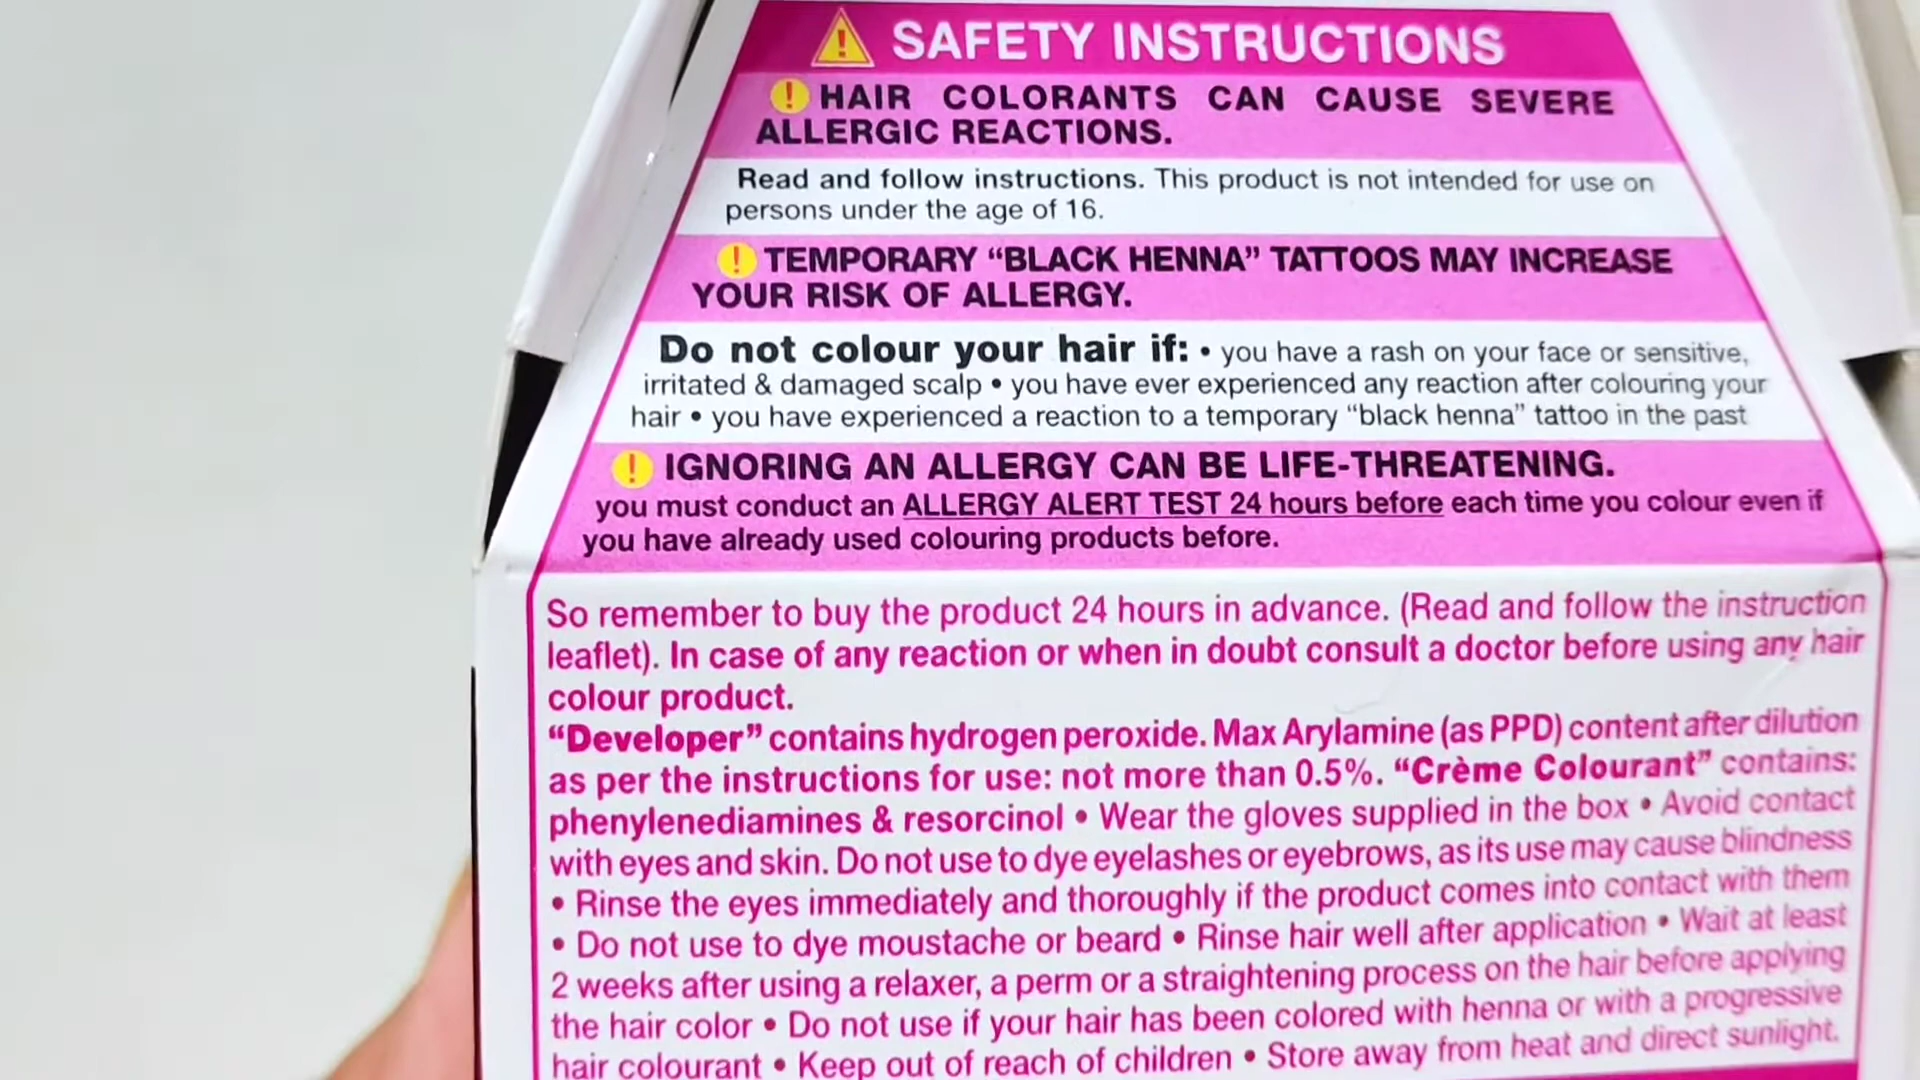 SAFETY INSTRUCTIONS
HAIR COLORANTS CAN CAUSE SEVERE
ALLERGIC REACTIONS.
Read and follow instructions. This product is not intended for use on
persons under the age of 16.
TEMPORARY “BLACK HENNA” TATTOOS MAY INCREASE
YOUR RISK OF ALLERGY.
Do not colour your hair if: • you have a rash on your face or sensitive,
irritated & damaged scalp • you have ever experienced any reaction after colouring your
hair • you have experienced a reaction to a temporary “black henna” tattoo in the past
IGNORING AN ALLERGY CAN BE LIFE-THREATENING.
you must conduct an ALLERGY ALERT TEST 24 hours before each time you colour even if
you have already used colouring products before.
So remember to buy the product 24 hours in advance. (Read and follow the instruction
leaflet). In case of any reaction or when in doubt consult a doctor before using any hair
colour product.
“Developer” contains hydrogen peroxide. Max Arylamine (as PPD) content after dilution
as per the instructions for use: not more than 0.5%. “Crème Colourant” contains:
phenylenediamines & resorcinol • Wear the gloves supplied in the box • Avoid contact
with eyes and skin. Do not use to dye eyelashes or eyebrows, as its use may cause blindness
• Rinse the eyes immediately and thoroughly if the product comes into contact with them
• Do not use to dye moustache or beard • Rinse hair well after application • Wait at least
2 weeks after using a relaxer, a perm or a straightening process on the hair before applying
the hair color • Do not use if your hair has been colored with henna or with a progressive
hair colourant • Keep out of reach of children • Store away from heat and direct sunlight.